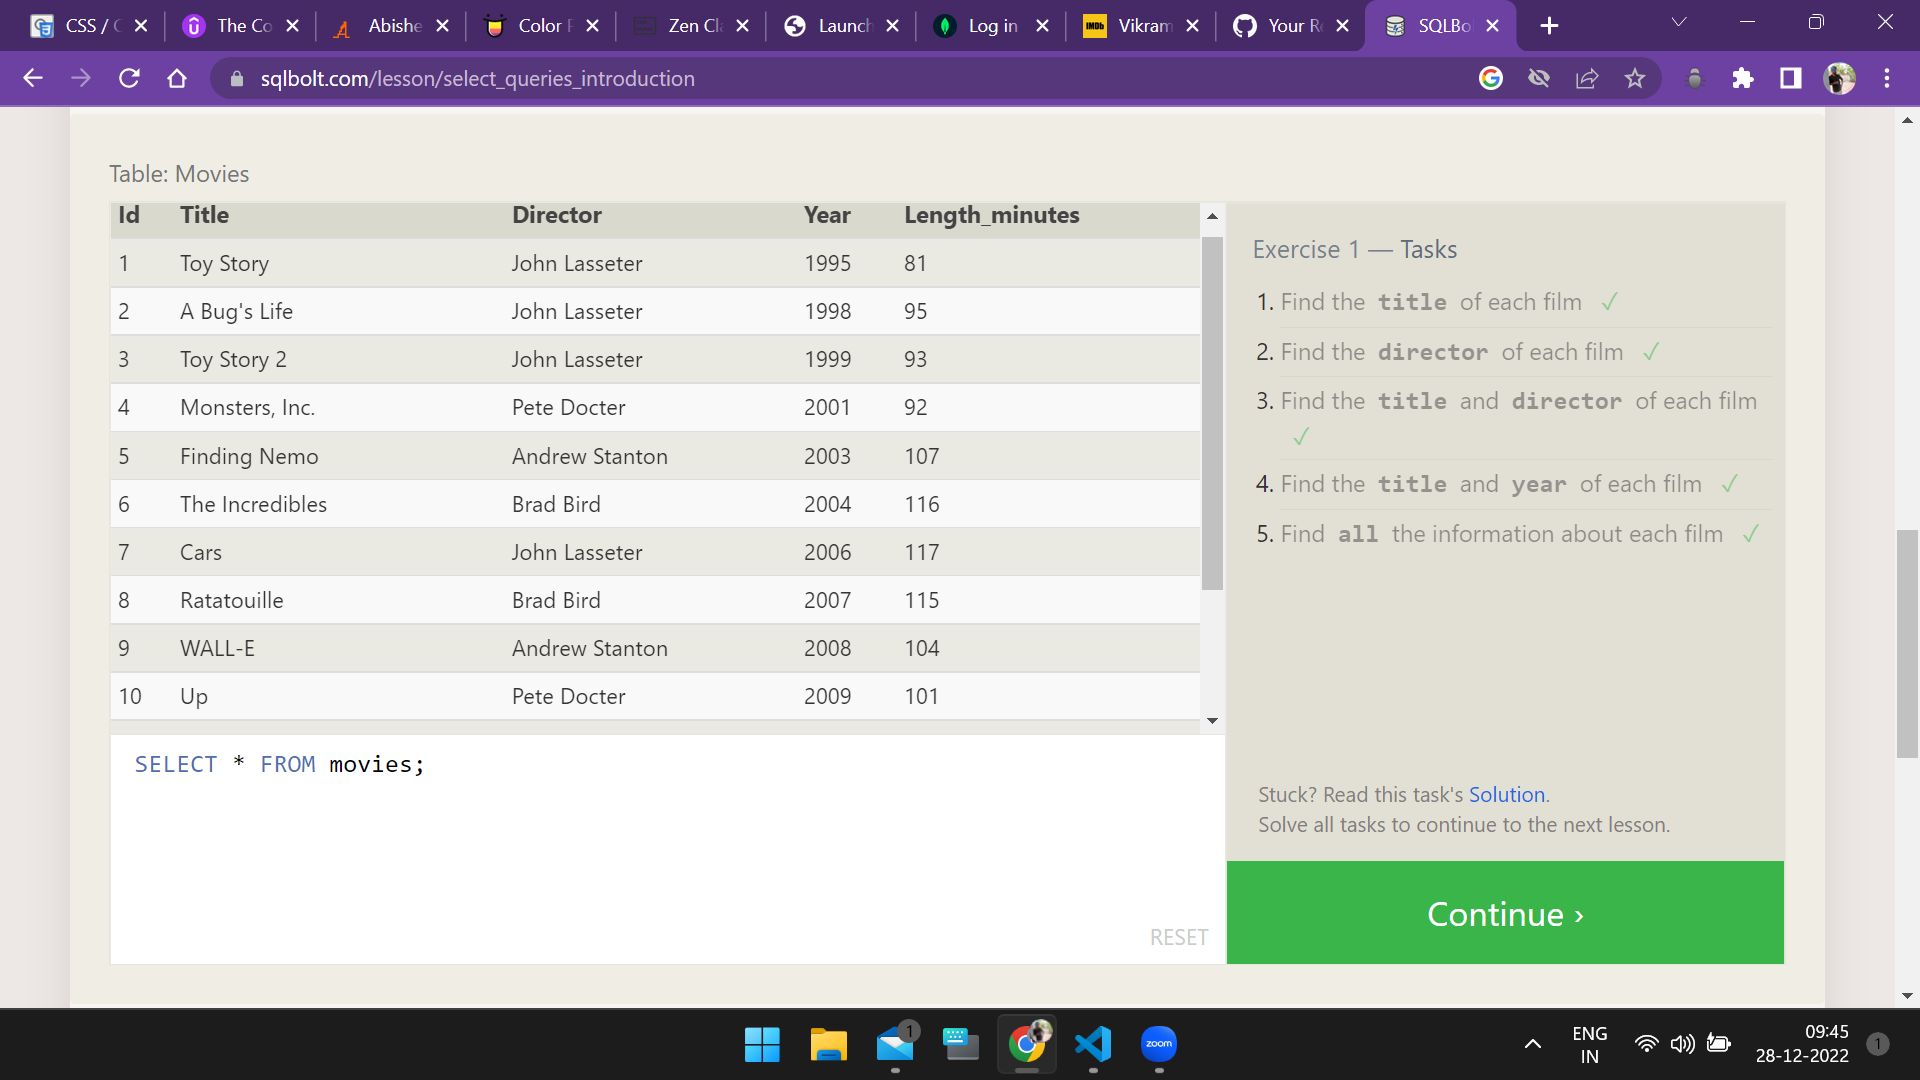 CSS / C
The Co
Abishe
Color P
Zen Cla
Launch
Log in
IMDb
Vikram
Your Re
SQLBo
sqlbolt.com/lesson/select_queries_introduction
Table: Movies
Id Title Director Year Length_minutes
1 Toy Story John Lasseter 1995 81
2 A Bug's Life John Lasseter 1998 95
3 Toy Story 2 John Lasseter 1999 93
4 Monsters, Inc. Pete Docter 2001 92
5 Finding Nemo Andrew Stanton 2003 107
6 The Incredibles Brad Bird 2004 116
7 Cars John Lasseter 2006 117
8 Ratatouille Brad Bird 2007 115
9 WALL-E Andrew Stanton 2008 104
10 Up Pete Docter 2009 101
SELECT * FROM movies;
RESET
Exercise 1 — Tasks
1. Find the title of each film ✓
2. Find the director of each film ✓
3. Find the title and director of each film
✓
4. Find the title and year of each film ✓
5. Find all the information about each film ✓
Stuck? Read this task's Solution.
Solve all tasks to continue to the next lesson.
Continue ›
1
zoom
ENG
IN
09:45
28-12-2022
1